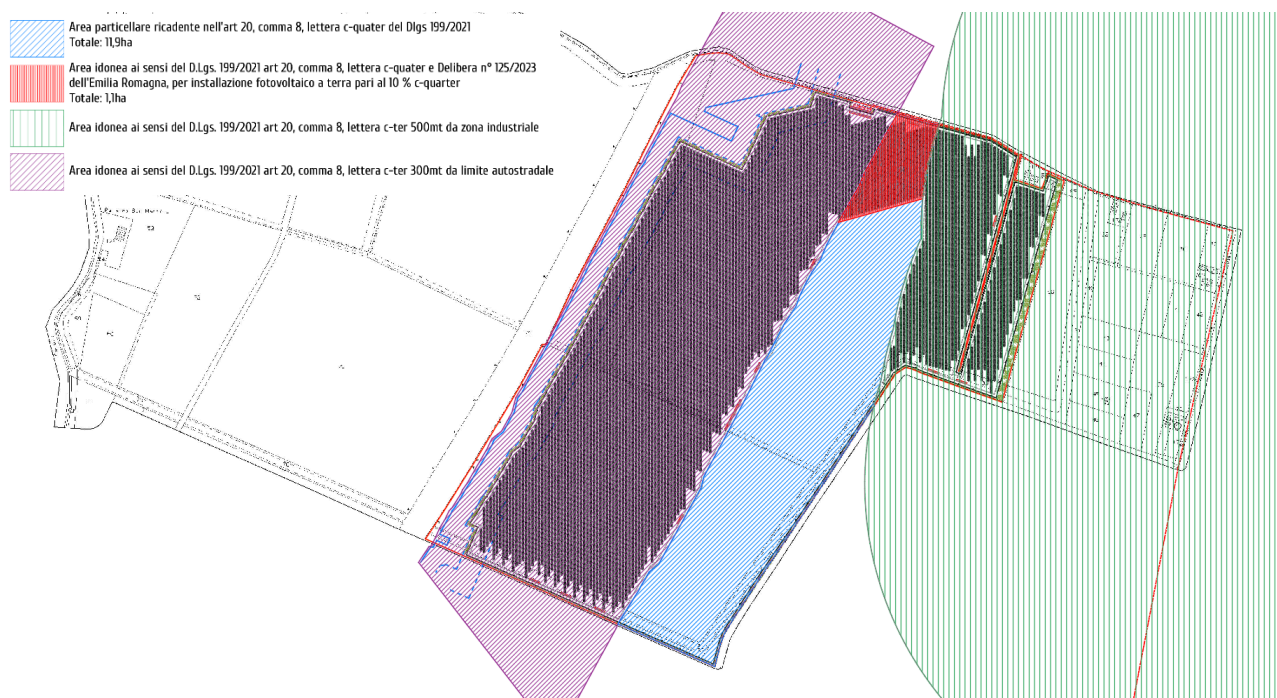 Area particellare ricadente nell'art 20, comma 8, lettera c-quater del Dlgs 199/2021
Totale: 11,9ha
Area idonea ai sensi del D.Lgs. 199/2021 art 20, comma 8, lettera c-quater e Delibera n° 125/2023
dell'Emilia Romagna, per installazione fotovoltaico a terra pari al 10 % c-quarter
Totale: 1,1ha
Area idonea ai sensi del D.Lgs. 199/2021 art 20, comma 8, lettera c-ter 500mt da zona industriale
Area idonea ai sensi del D.Lgs. 199/2021 art 20, comma 8, lettera c-ter 300mt da limite autostradale